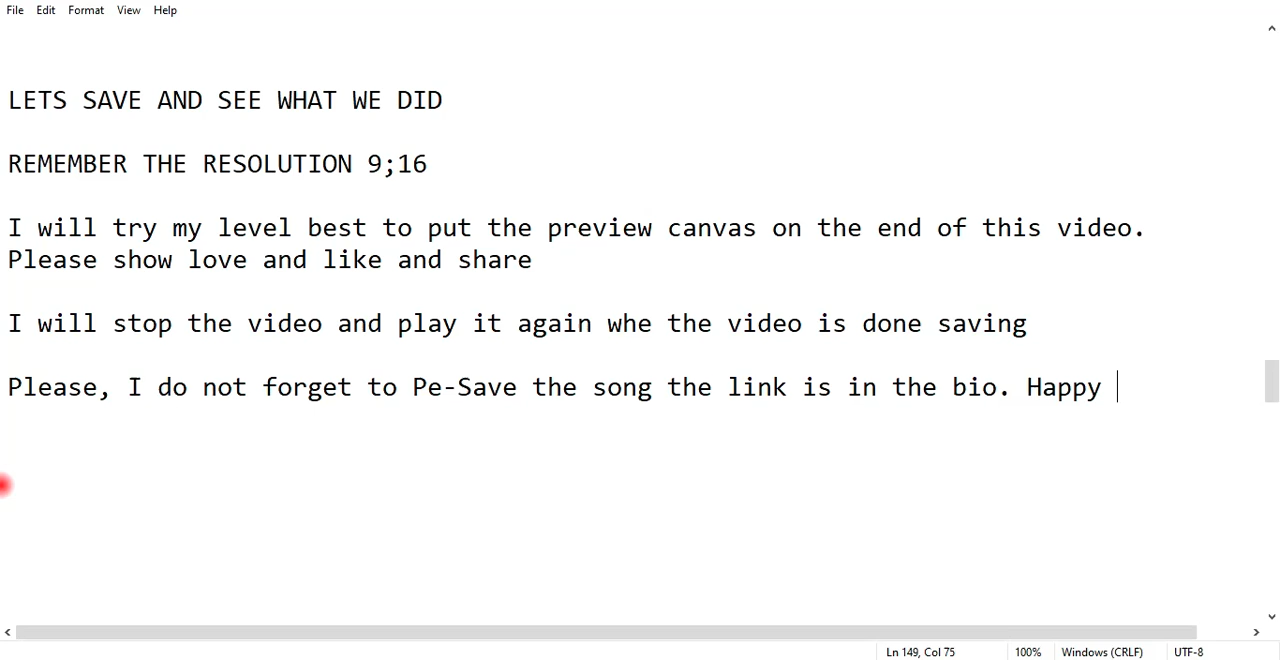 File Edit Format View Help
LETS SAVE AND SEE WHAT WE DID
REMEMBER THE RESOLUTION 9;16
I will try my level best to put the preview canvas on the end of this video.
Please show love and like and share
I will stop the video and play it again whe the video is done saving
Please, I do not forget to Pe-Save the song the link is in the bio. Happy
Ln 149, Col 75 100% Windows (CRLF) UTF-8